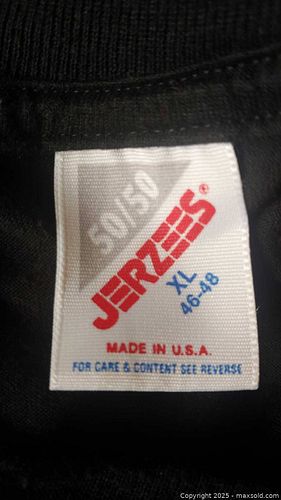 50/50
JERZEES®
XL
46-48
MADE IN U.S.A.
FOR CARE & CONTENT SEE REVERSE
Copyright © 2025 - maxsold.com